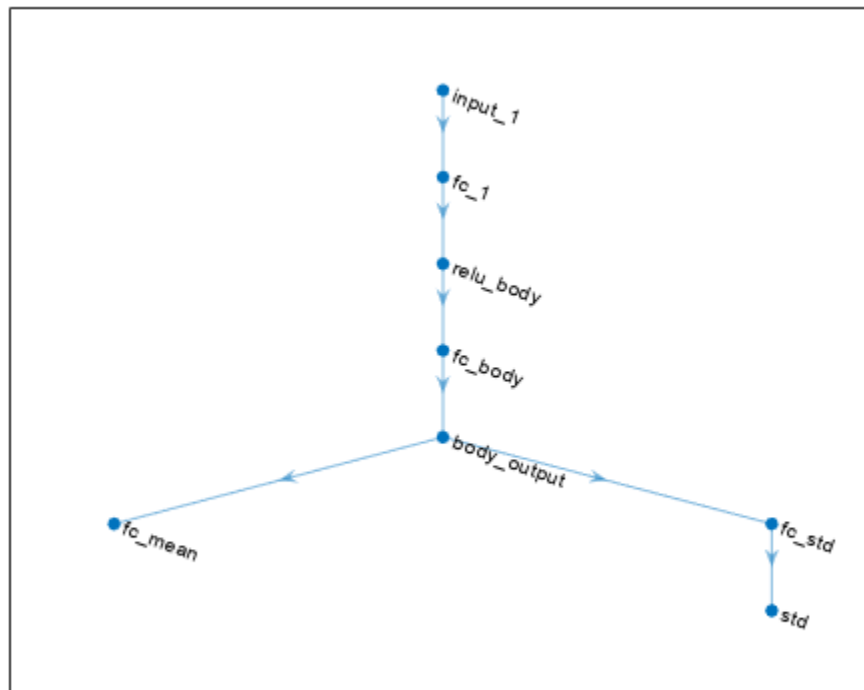 input_1
fc_1
relu_body
fc_body
body_output
fc_mean
fc_std
std